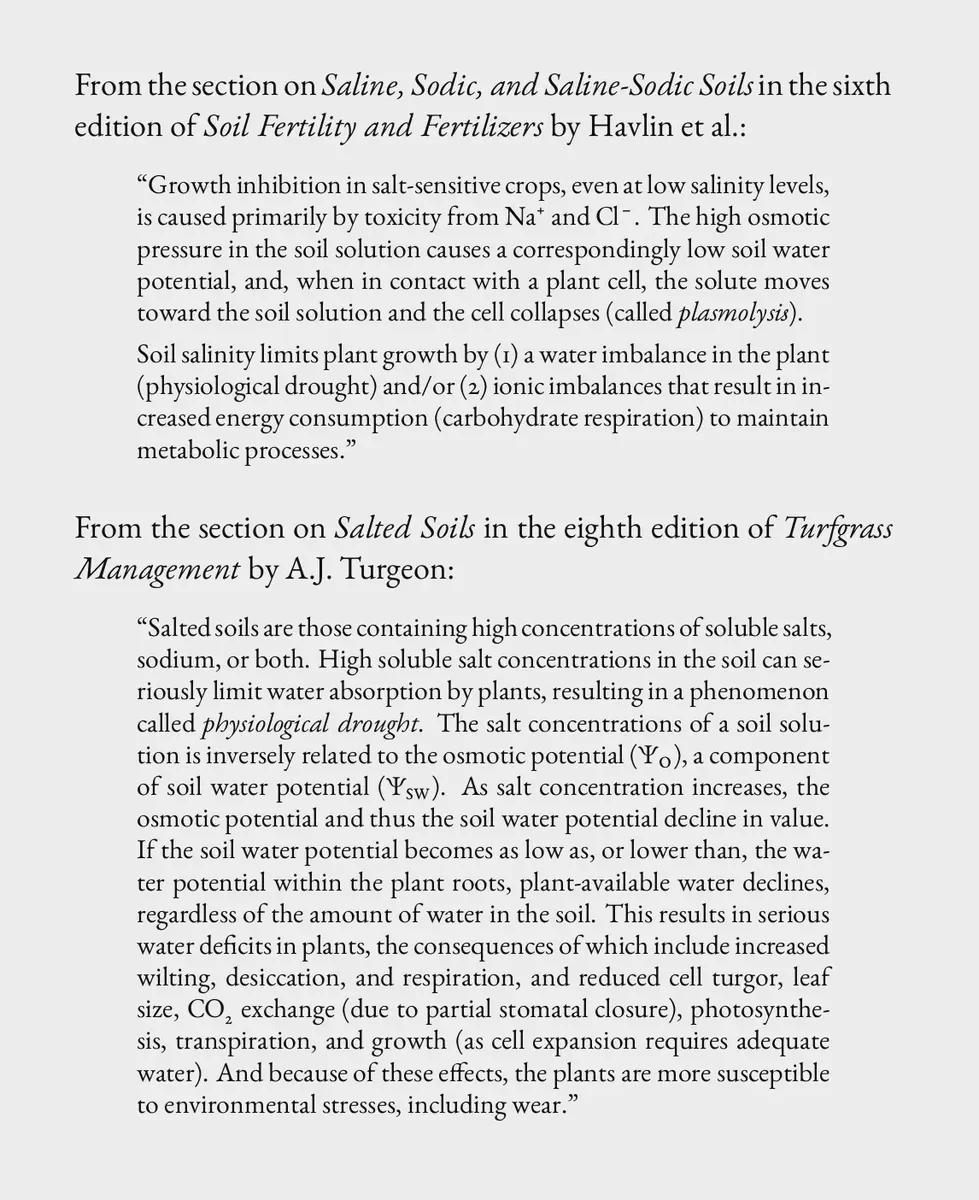 From the section on Saline, Sodic, and Saline-Sodic Soils in the sixth
edition of Soil Fertility and Fertilizers by Havlin et al.:
“Growth inhibition in salt-sensitive crops, even at low salinity levels,
is caused primarily by toxicity from Na⁺ and Cl⁻. The high osmotic
pressure in the soil solution causes a correspondingly low soil water
potential, and, when in contact with a plant cell, the solute moves
toward the soil solution and the cell collapses (called plasmolysis).
Soil salinity limits plant growth by (1) a water imbalance in the plant
(physiological drought) and/or (2) ionic imbalances that result in in-
creased energy consumption (carbohydrate respiration) to maintain
metabolic processes.”
From the section on Salted Soils in the eighth edition of Turfgrass
Management by A.J. Turgeon:
“Salted soils are those containing high concentrations of soluble salts,
sodium, or both. High soluble salt concentrations in the soil can se-
riously limit water absorption by plants, resulting in a phenomenon
called physiological drought. The salt concentrations of a soil solu-
tion is inversely related to the osmotic potential (Ψo), a component
of soil water potential (Ψsw). As salt concentration increases, the
osmotic potential and thus the soil water potential decline in value.
If the soil water potential becomes as low as, or lower than, the wa-
ter potential within the plant roots, plant-available water declines,
regardless of the amount of water in the soil. This results in serious
water deficits in plants, the consequences of which include increased
wilting, desiccation, and respiration, and reduced cell turgor, leaf
size, CO₂ exchange (due to partial stomatal closure), photosynthe-
sis, transpiration, and growth (as cell expansion requires adequate
water). And because of these effects, the plants are more susceptible
to environmental stresses, including wear.”